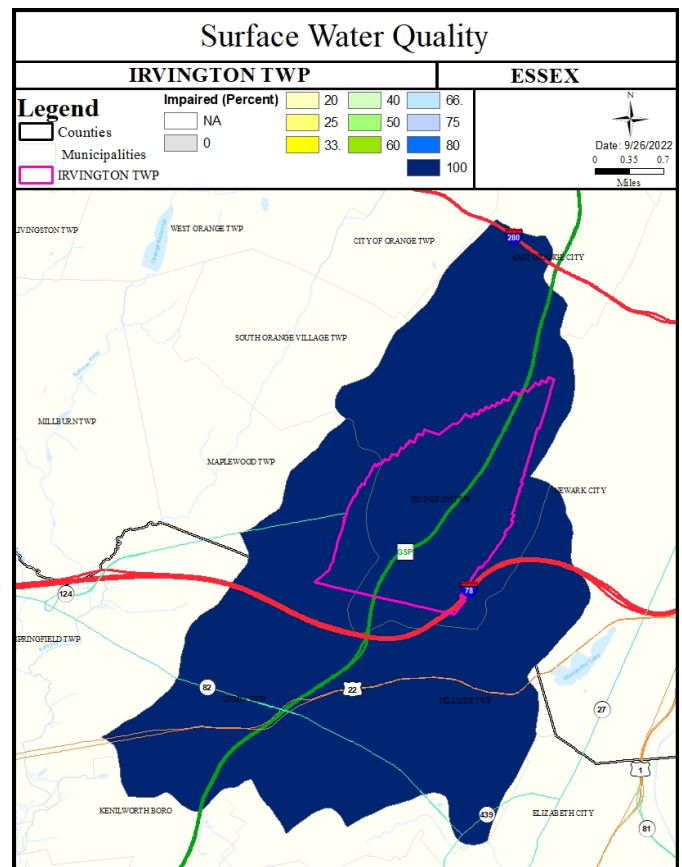 Surface Water Quality
IRVINGTON TWP
ESSEX
Legend
Counties
Municipalities
IRVINGTON TWP
Impaired (Percent)
NA
0
20
25
33.
40
50
60
66.
75
80
100
N
Date: 9/26/2022
0 0.35 0.7
Miles
LIVINGSTON TWP
WEST ORANGE TWP
CITY OF ORANGE TWP
280
EAST ORANGE CITY
SOUTH ORANGE VILLAGE TWP
MILLBURN TWP
MAPLEWOOD TWP
IRVINGTON TWP
NEWARK CITY
GSP
78
124
SPRINGFIELD TWP
82
UNION TWP
22
HILLSIDE TWP
27
1
KENILWORTH BORO
439
ELIZABETH CITY
81